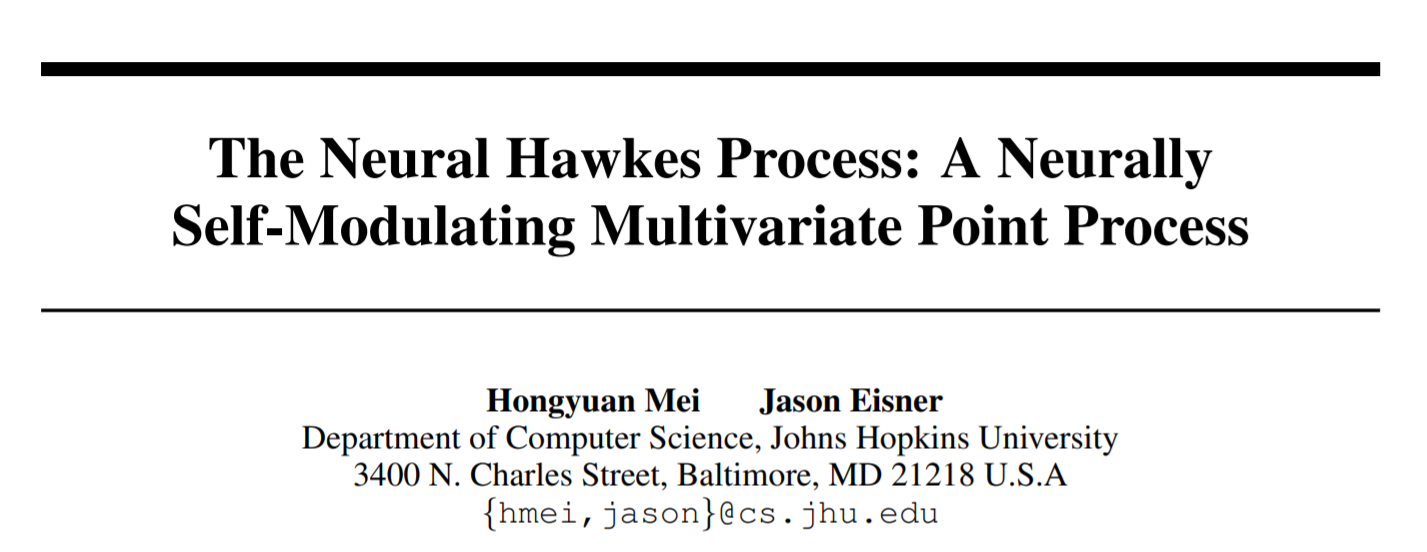 The Neural Hawkes Process: A Neurally
Self-Modulating Multivariate Point Process
Hongyuan Mei Jason Eisner
Department of Computer Science, Johns Hopkins University
3400 N. Charles Street, Baltimore, MD 21218 U.S.A
{hmei,jason}@cs.jhu.edu